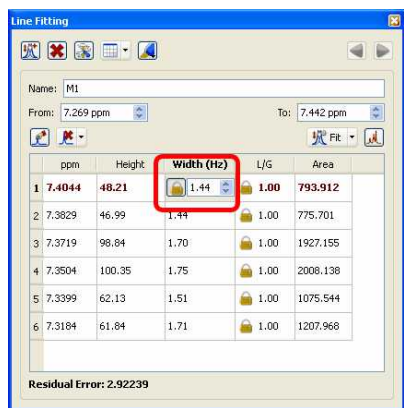 Line Fitting
Name: M1
From: 7.269 ppm To: 7.442 ppm
Fit
ppm Height Width (Hz) L/G Area
1 7.4044 48.21 1.44 1.00 793.912
2 7.3829 46.99 1.44 1.00 775.701
3 7.3719 98.84 1.70 1.00 1927.155
4 7.3504 100.35 1.75 1.00 2008.138
5 7.3399 62.13 1.51 1.00 1075.544
6 7.3184 61.84 1.71 1.00 1207.968
Residual Error: 2.92239